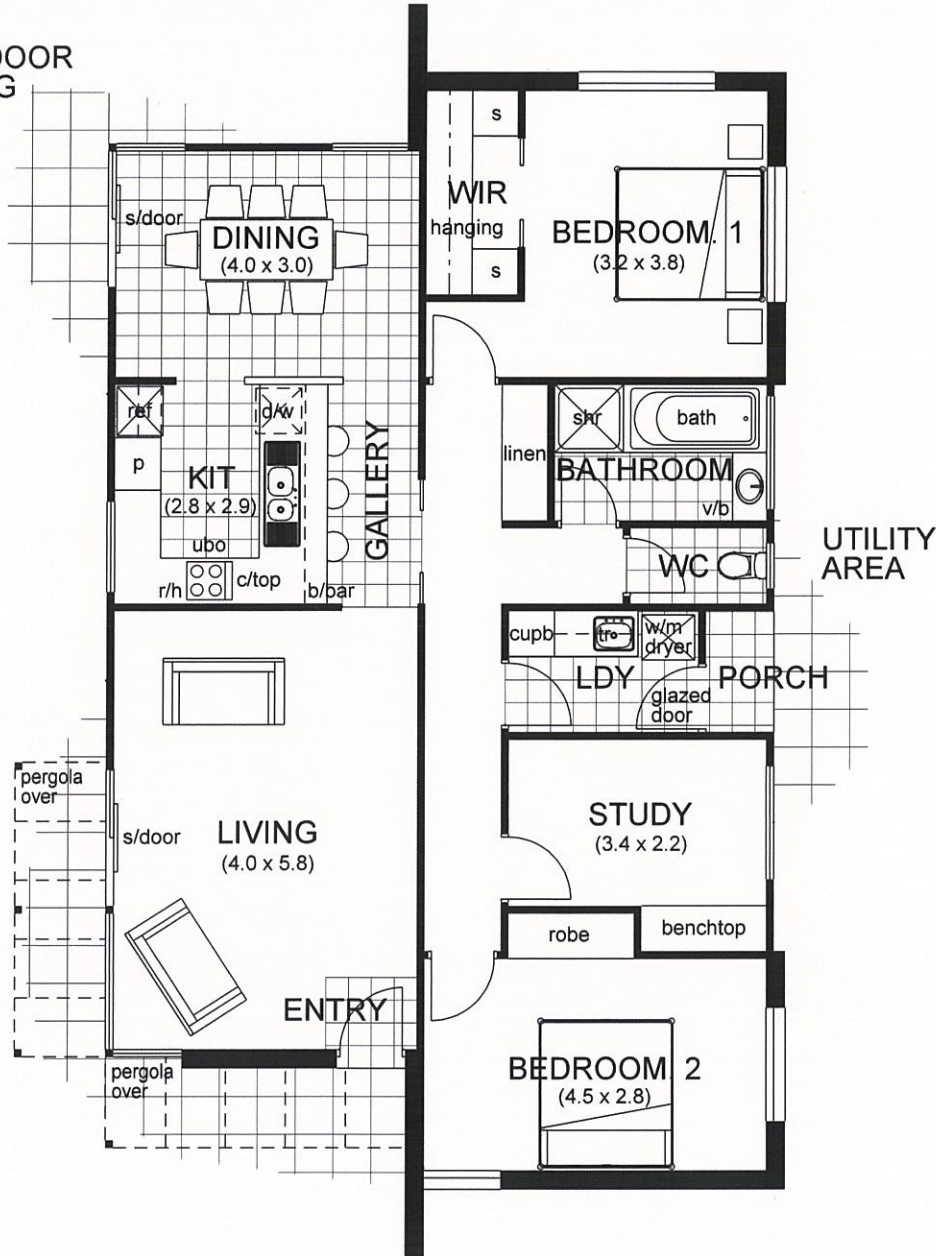 s
WIR
hanging
s
BEDROOM. 1
(3.2 x 3.8)
s/door
DINING
(4.0 x 3.0)
ref
p
d/w
KIT
(2.8 x 2.9)
ubo
c/top
r/h
b/bar
GALLERY
linen
shr
bath
BATHROOM
v/b
WC
UTILITY
AREA
cupb
tr
w/m
dryer
LDY
glazed
door
PORCH
pergola
over
s/door
LIVING
(4.0 x 5.8)
STUDY
(3.4 x 2.2)
robe
benchtop
ENTRY
pergola
over
BEDROOM. 2
(4.5 x 2.8)